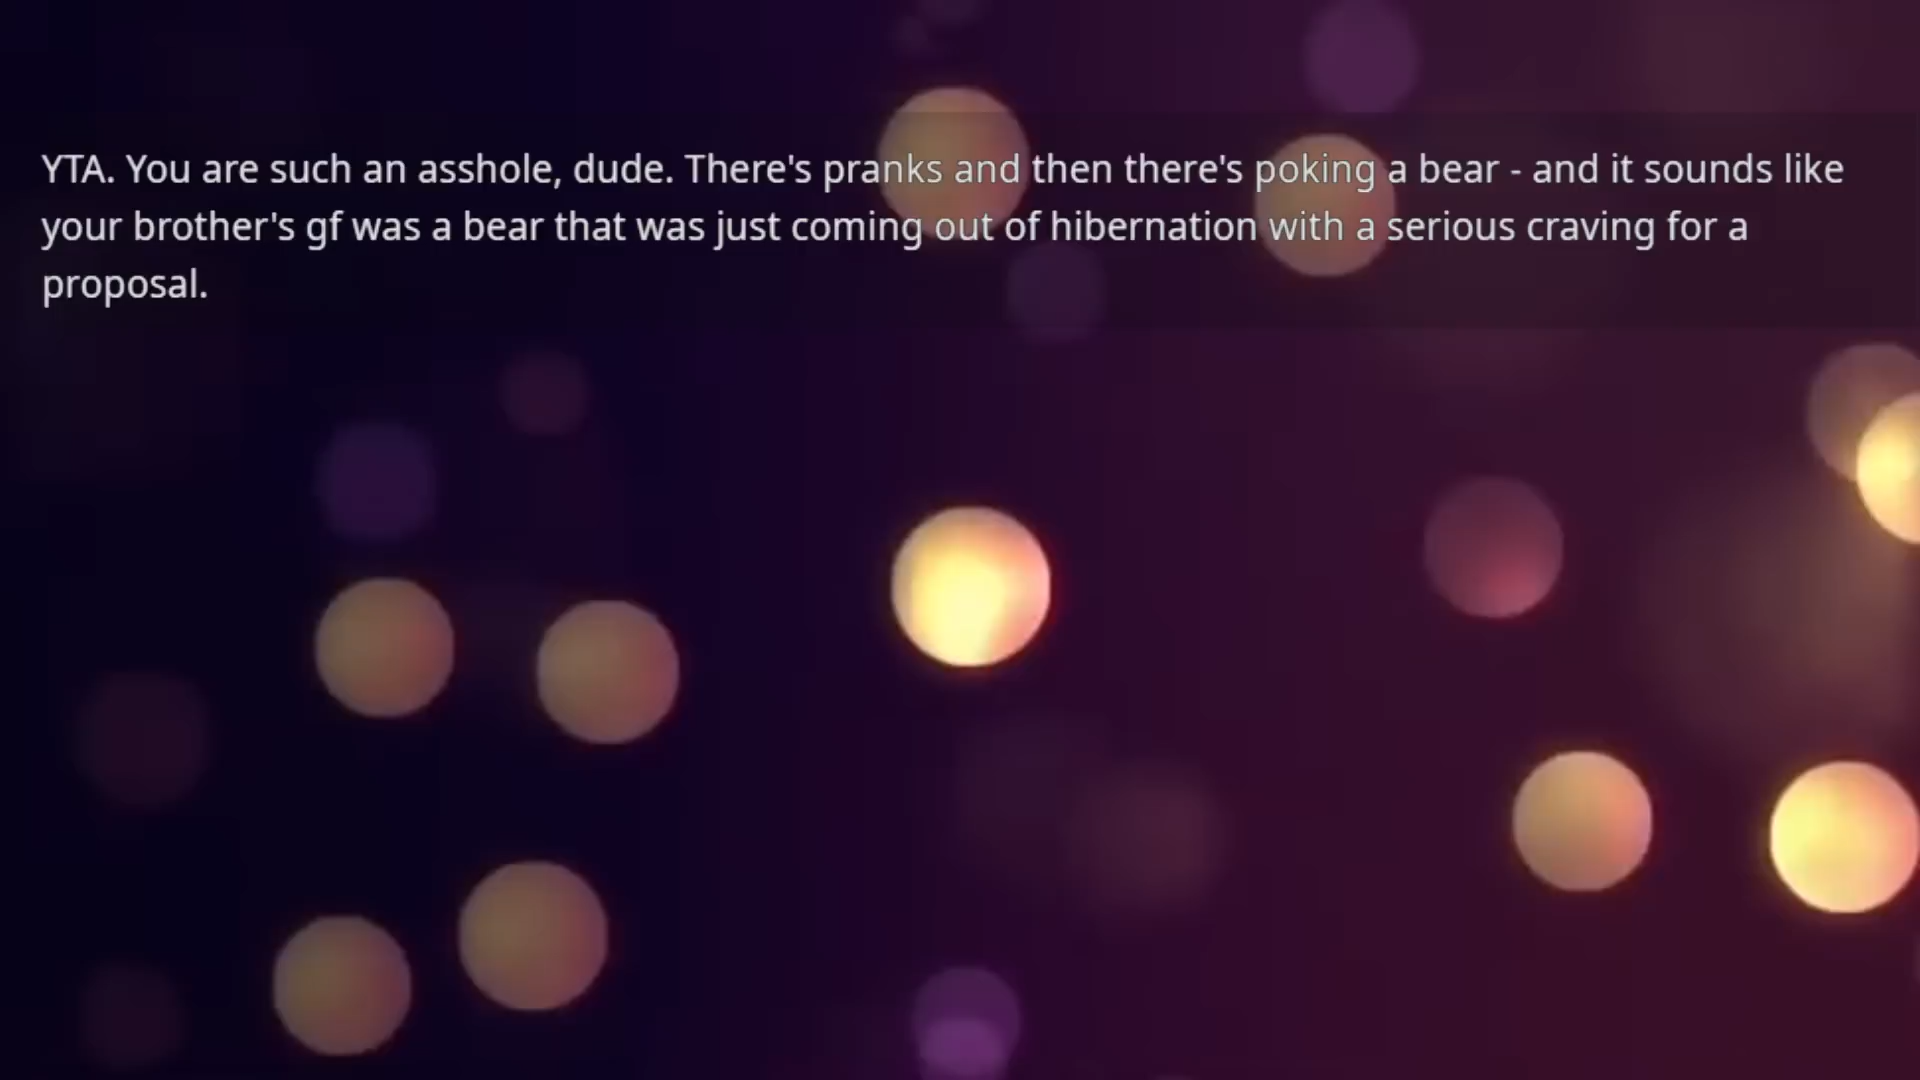 YTA. You are such an asshole, dude. There's pranks and then there's poking a bear - and it sounds like
your brother's gf was a bear that was just coming out of hibernation with a serious craving for a
proposal.